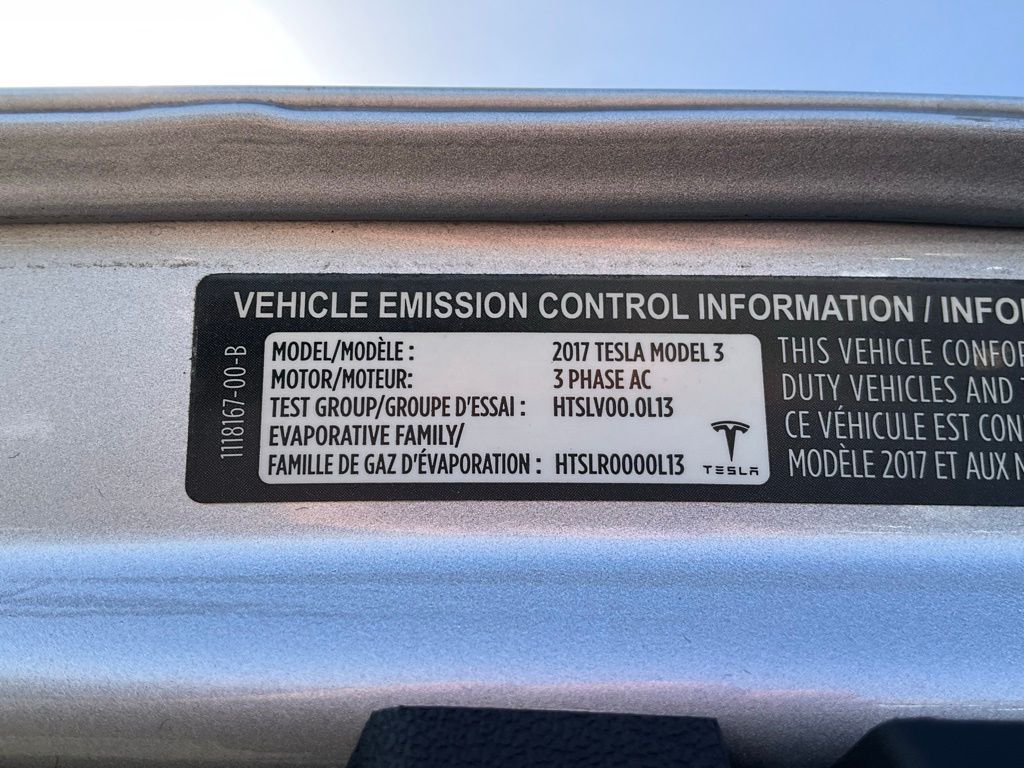 VEHICLE EMISSION CONTROL INFORMATION / INFO
1118167-00-B
MODEL/MODÈLE : 2017 TESLA MODEL 3
MOTOR/MOTEUR: 3 PHASE AC
TEST GROUP/GROUPE D'ESSAI : HTSLV00.0L13
EVAPORATIVE FAMILY/
FAMILLE DE GAZ D'ÉVAPORATION : HTSLR0000L13
TESLA
THIS VEHICLE CONFOR
DUTY VEHICLES AND
CE VÉHICULE EST CON
MODÈLE 2017 ET AUX